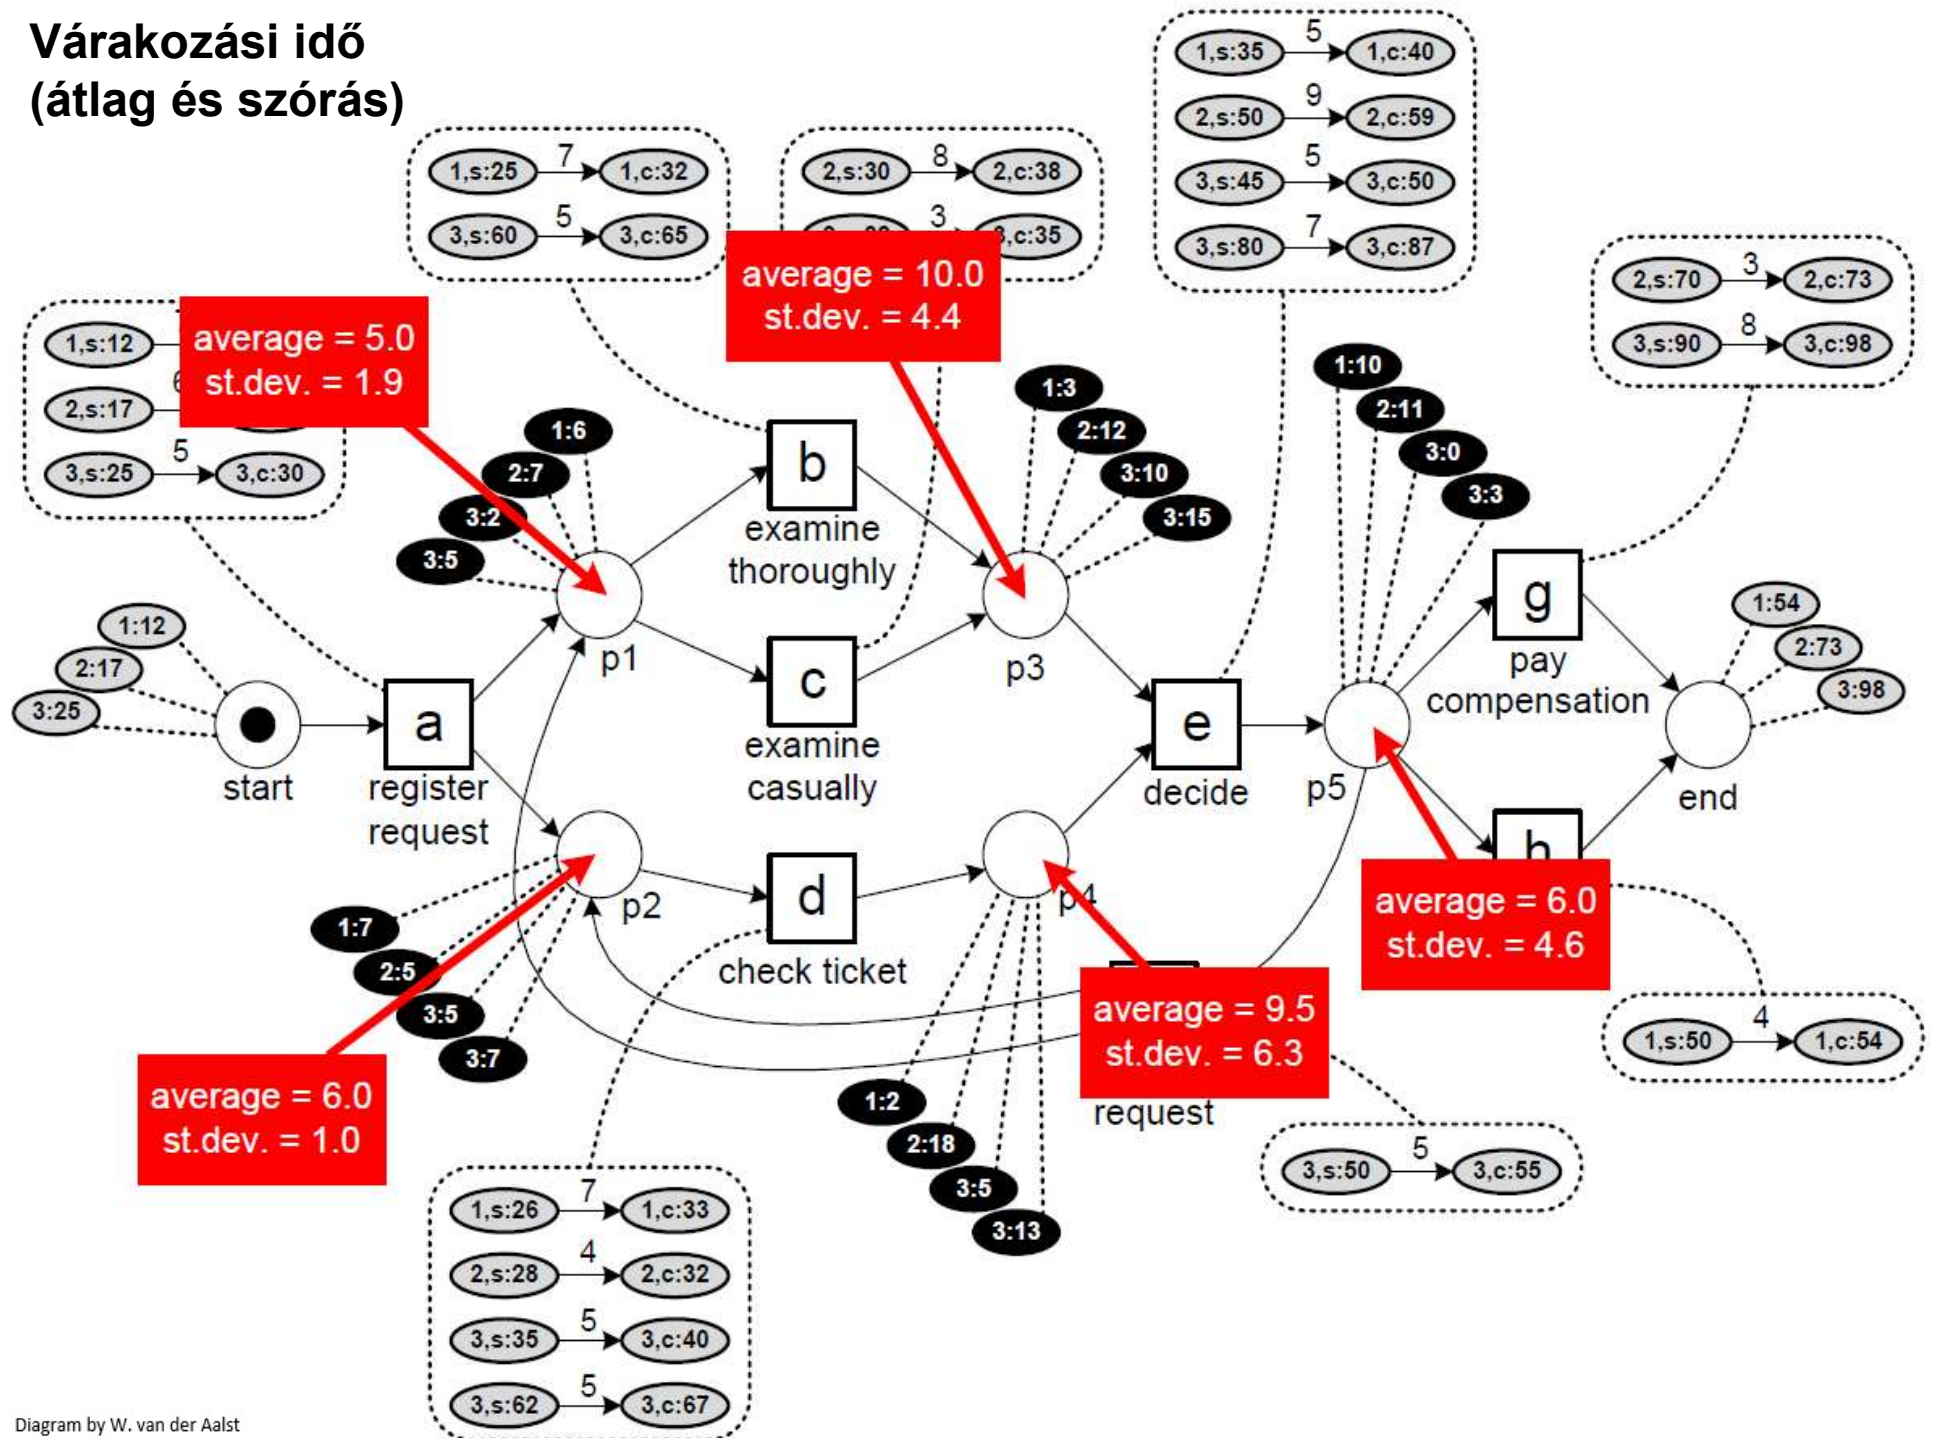 Várakozási idő
(átlag és szórás)
1,s:35 5 1,c:40
2,s:50 9 2,c:59
3,s:45 5 3,c:50
3,s:80 7 3,c:87
1,s:25 7 1,c:32
3,s:60 5 3,c:65
2,s:30 8 2,c:38
3 3,c:35
average = 10.0
st.dev. = 4.4
2,s:70 3 2,c:73
3,s:90 8 3,c:98
1,s:12
2,s:17
3,s:25 5 3,c:30
average = 5.0
st.dev. = 1.9
1:6
2:7
3:2
3:5
1:3
2:12
3:10
3:15
1:10
2:11
3:0
3:3
b
examine
thoroughly
g
pay
compensation
1:12
2:17
3:25
start
a
register
request
p1
c
examine
casually
p3
e
decide
p5
1:54
2:73
3:98
end
h
p2
d
check ticket
p4
1:7
2:5
3:5
3:7
average = 6.0
st.dev. = 1.0
average = 6.0
st.dev. = 4.6
average = 9.5
st.dev. = 6.3
request
1:2
2:18
3:5
3:13
1,s:50 4 1,c:54
3,s:50 5 3,c:55
1,s:26 7 1,c:33
2,s:28 4 2,c:32
3,s:35 5 3,c:40
3,s:62 5 3,c:67
Diagram by W. van der Aalst